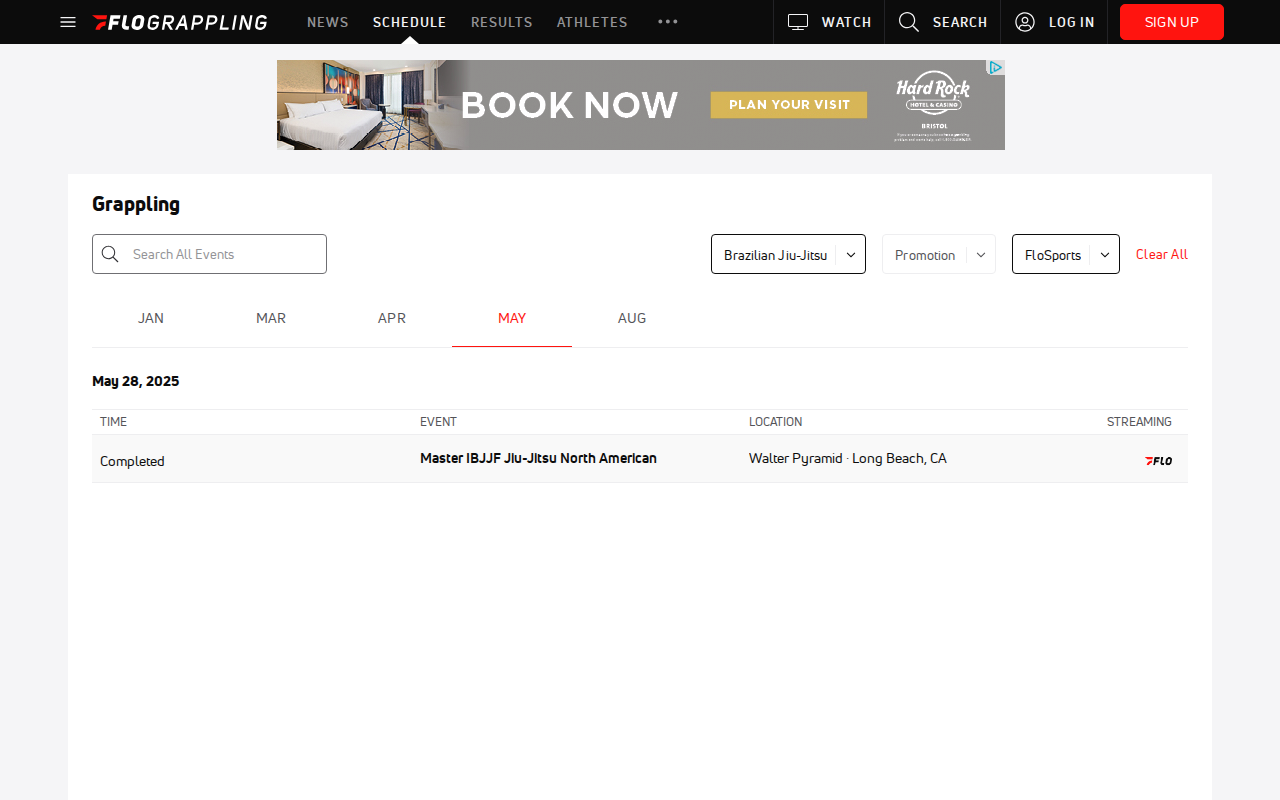 FLOGRAPPLING NEWS SCHEDULE RESULTS ATHLETES WATCH SEARCH LOG IN SIGN UP
BOOK NOW PLAN YOUR VISIT Hard Rock
HOTEL & CASINO
BRISTOL
Grappling
Search All Events Brazilian Jiu-Jitsu Promotion FloSports Clear All
JAN MAR APR MAY AUG
May 28, 2025
TIME EVENT LOCATION STREAMING
Completed Master IBJJF Jiu-Jitsu North American Walter Pyramid · Long Beach, CA FLO